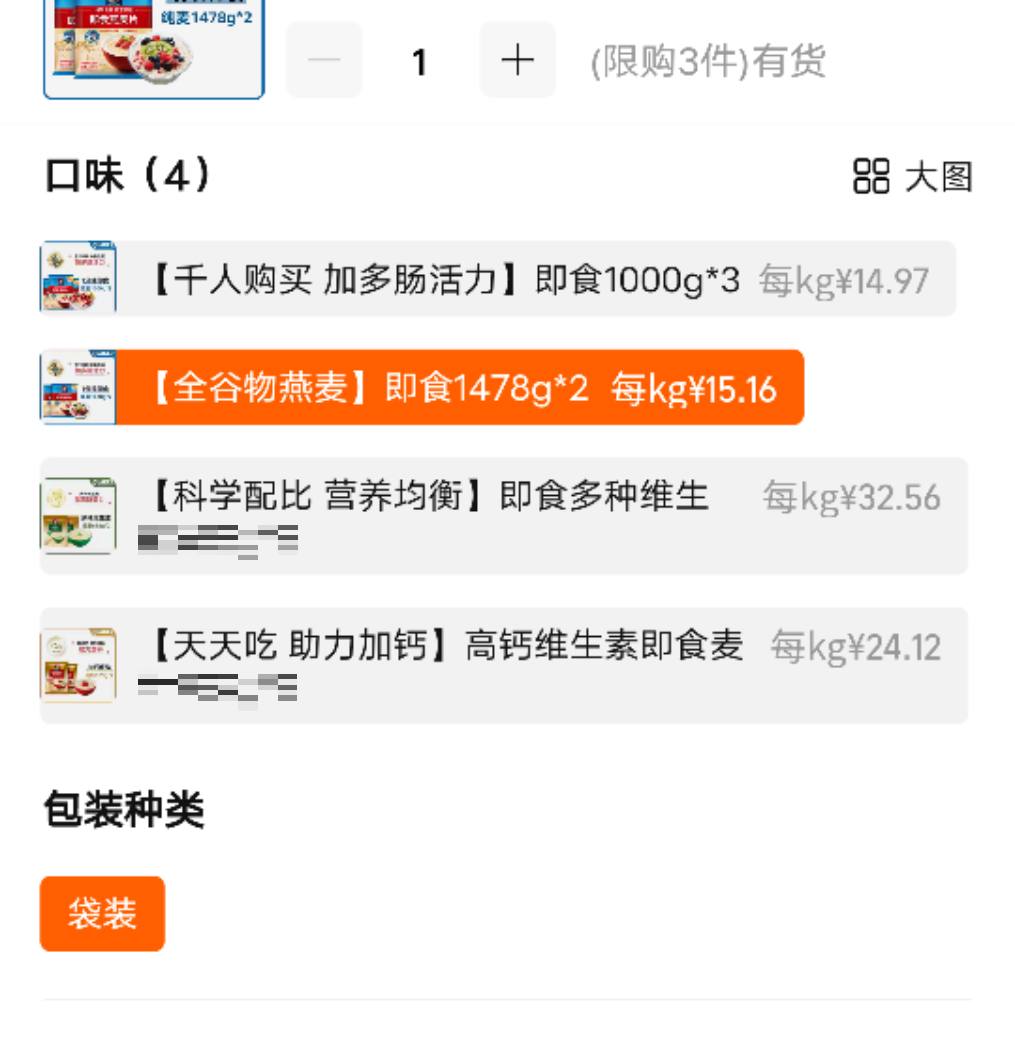 纯麦1478g*2
1
(限购3件)有货
口味（4）
大图
【千人购买 加多肠活力】即食1000g*3 每kg¥14.97
【全谷物燕麦】即食1478g*2 每kg¥15.16
【科学配比 营养均衡】即食多种维生 每kg¥32.56
【天天吃 助力加钙】高钙维生素即食麦 每kg¥24.12
包装种类
袋装